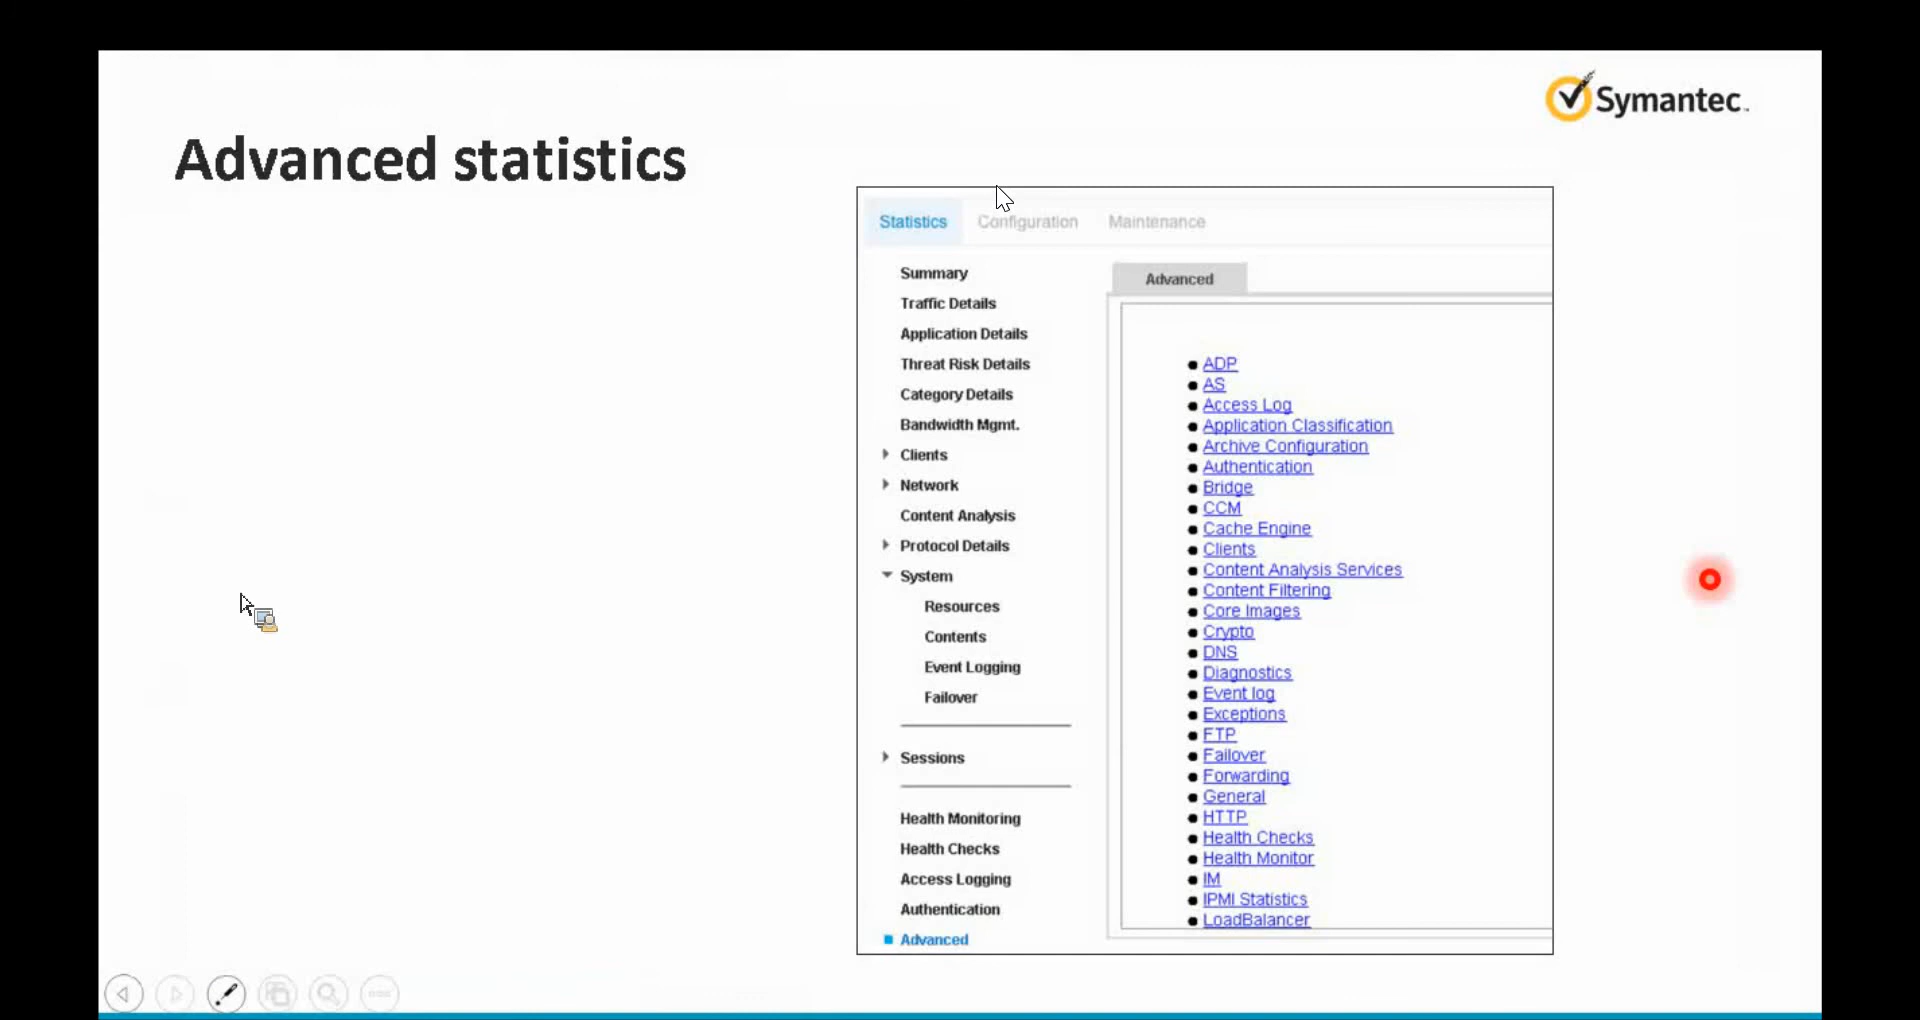 Symantec
Advanced statistics
Statistics Configuration Maintenance
Summary
Traffic Details
Application Details
Threat Risk Details
Category Details
Bandwidth Mgmt.
Clients
Network
Content Analysis
Protocol Details
System
Resources
Contents
Event Logging
Failover
Sessions
Health Monitoring
Health Checks
Access Logging
Authentication
Advanced
Advanced
ADP
AS
Access Log
Application Classification
Archive Configuration
Authentication
Bridge
CCM
Cache Engine
Clients
Content Analysis Services
Content Filtering
Core Images
Crypto
DNS
Diagnostics
Event log
Exceptions
FTP
Failover
Forwarding
General
HTTP
Health Checks
Health Monitor
IM
IPMI Statistics
LoadBalancer